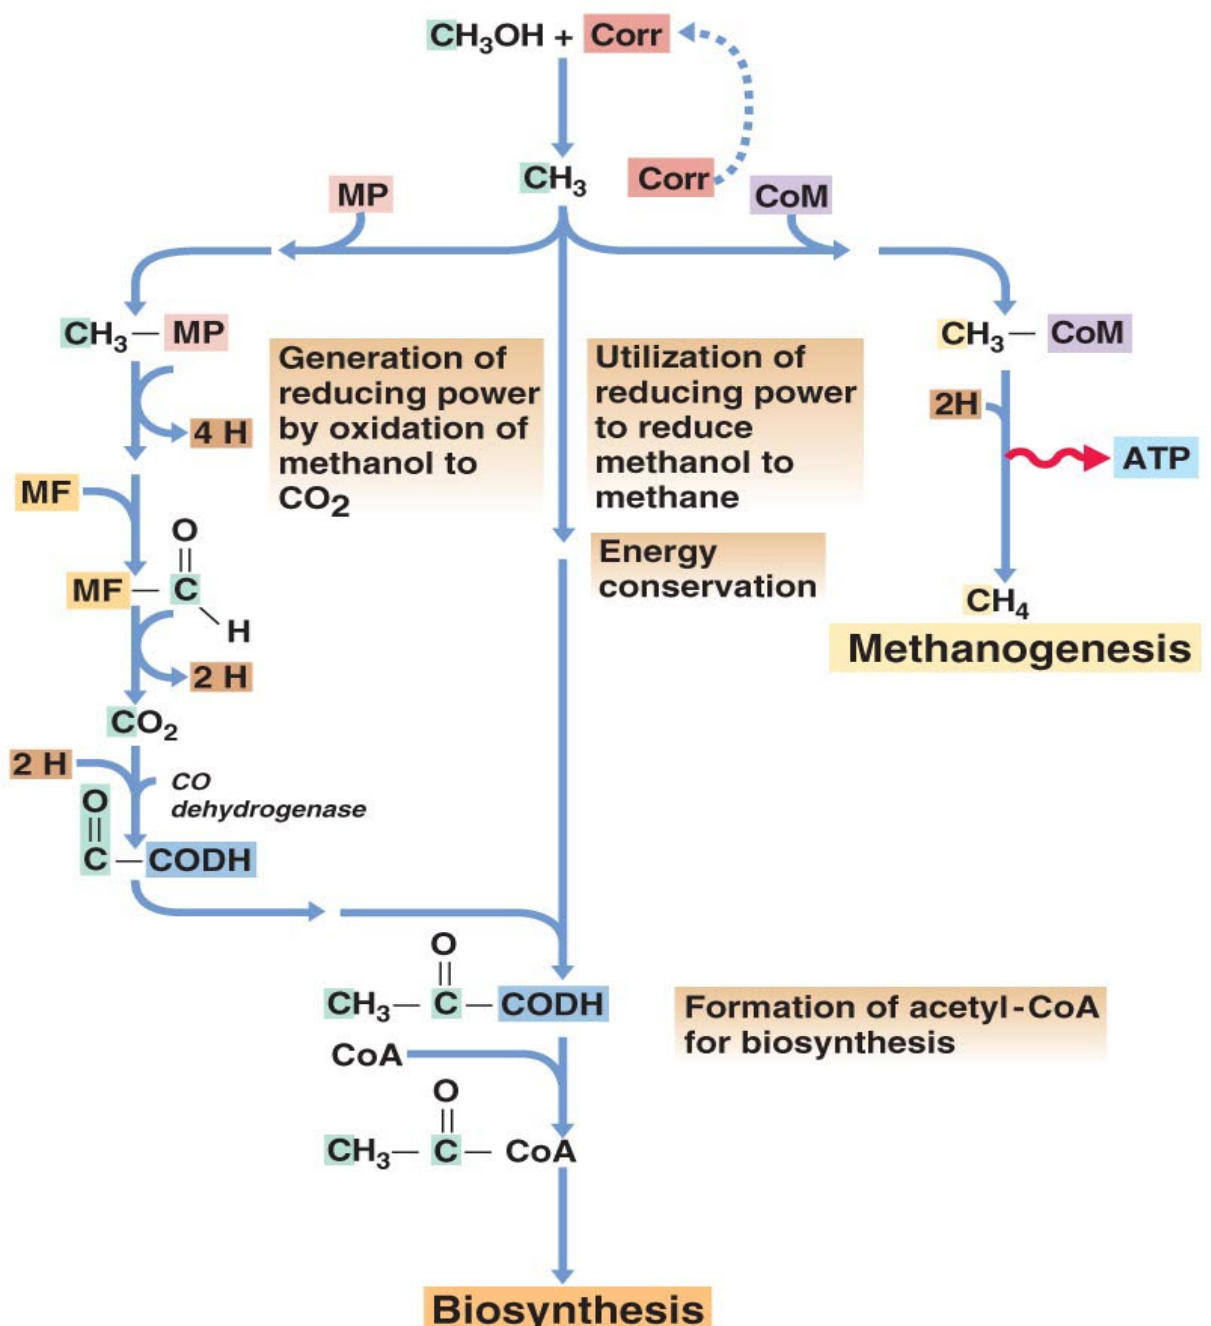 CH3OH + Corr
CH3 Corr
MP
CoM
CH3 — MP
4 H
MF
O
MF — C
H
2 H
CO2
2 H
CO
dehydrogenase
O
C — CODH
Generation of
reducing power
by oxidation of
methanol to
CO2
Utilization of
reducing power
to reduce
methanol to
methane
Energy
conservation
CH3 — CoM
2H
ATP
CH4
Methanogenesis
O
CH3 — C — CODH
CoA
O
CH3 — C — CoA
Formation of acetyl-CoA
for biosynthesis
Biosynthesis